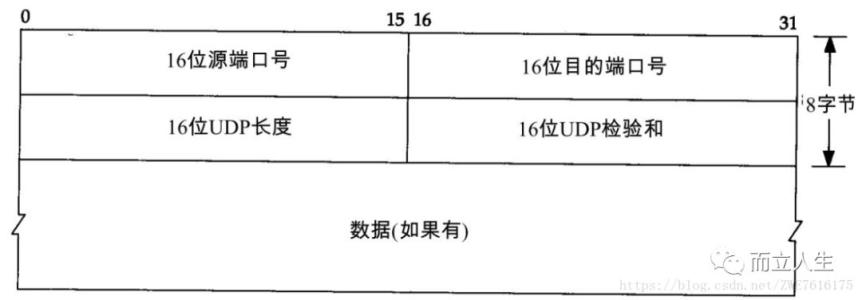 0 15 16 31
16位源端口号 16位目的端口号
8字节
16位UDP长度 16位UDP检验和
数据(如果有)
而立人生
https://blog.csdn.net/ZWE7616175